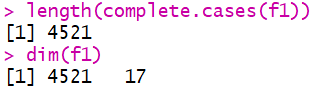 > length(complete.cases(f1))
[1] 4521
> dim(f1)
[1] 4521   17